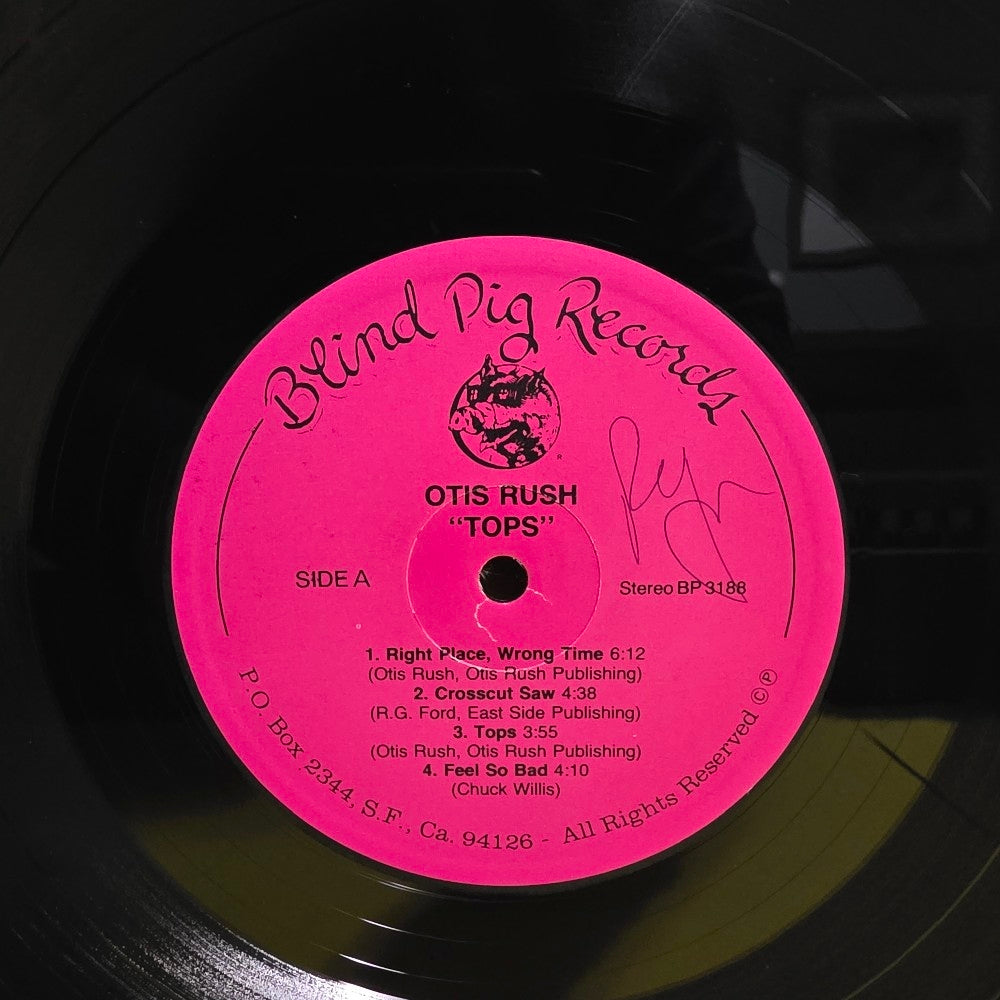 Blind Pig Records
®
OTIS RUSH
"TOPS"
SIDE A
Stereo BP 3188
1. Right Place, Wrong Time 6:12
(Otis Rush, Otis Rush Publishing)
2. Crosscut Saw 4:38
(R.G. Ford, East Side Publishing)
3. Tops 3:55
(Otis Rush, Otis Rush Publishing)
4. Feel So Bad 4:10
(Chuck Willis)
P.O. Box 2344, S.F., Ca. 94126 - All Rights Reserved © ℗